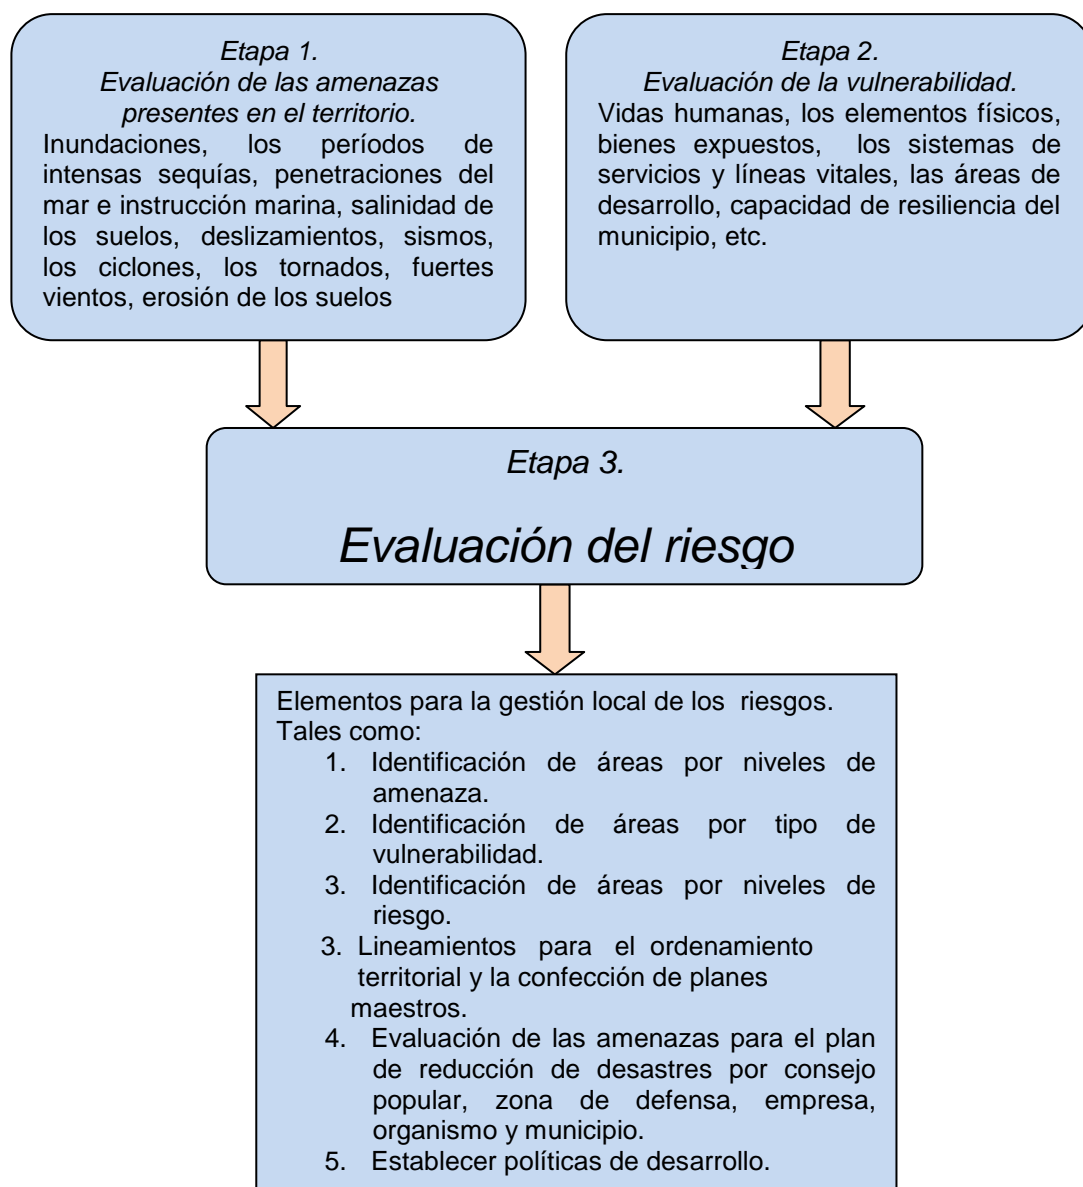 Etapa 1.
Evaluación de las amenazas
presentes en el territorio.
Inundaciones, los períodos de
intensas sequías, penetraciones del
mar e instrucción marina, salinidad de
los suelos, deslizamientos, sismos,
los ciclones, los tornados, fuertes
vientos, erosión de los suelos
Etapa 2.
Evaluación de la vulnerabilidad.
Vidas humanas, los elementos físicos,
bienes expuestos, los sistemas de
servicios y líneas vitales, las áreas de
desarrollo, capacidad de resiliencia del
municipio, etc.
Etapa 3.
Evaluación del riesgo
Elementos para la gestión local de los riesgos.
Tales como:
1. Identificación de áreas por niveles de
amenaza.
2. Identificación de áreas por tipo de
vulnerabilidad.
3. Identificación de áreas por niveles de
riesgo.
3. Lineamientos para el ordenamiento
territorial y la confección de planes
maestros.
4. Evaluación de las amenazas para el plan
de reducción de desastres por consejo
popular, zona de defensa, empresa,
organismo y municipio.
5. Establecer políticas de desarrollo.